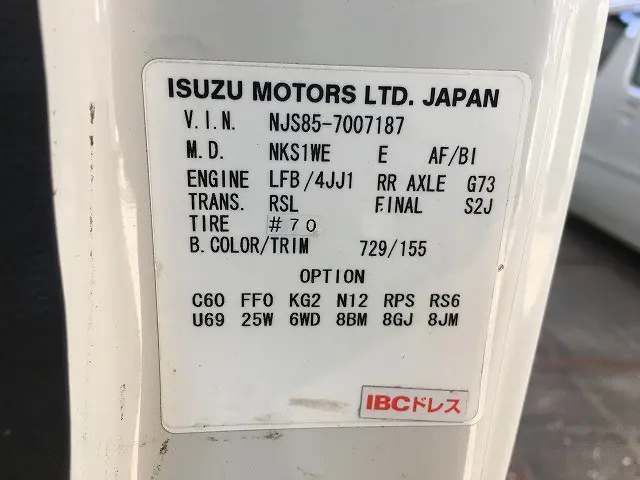 ISUZU MOTORS LTD. JAPAN
V.I.N. NJS85-7007187
M.D. NKS1WE E AF/BI
ENGINE LFB/4JJ1 RR AXLE G73
TRANS. RSL FINAL S2J
TIRE #70
B.COLOR/TRIM 729/155
OPTION
C60 FF0 KG2 N12 RPS RS6
U69 25W 6WD 8BM 8GJ 8JM
IBCドレス